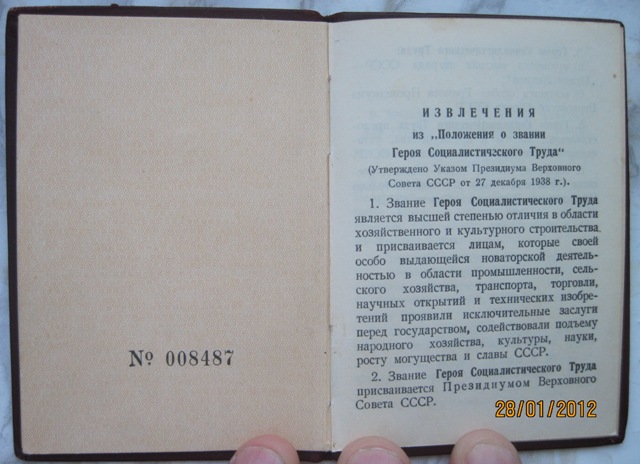 № 008487
ИЗВЛЕЧЕНИЯ
из „Положения о звании
Героя Социалистического Труда“
(Утверждено Указом Президиума Верховного
Совета СССР от 27 декабря 1938 г.).
1. Звание Героя Социалистического Труда
является высшей степенью отличия в области
хозяйственного и культурного строительства
и присваивается лицам, которые своей
особо выдающейся новаторской деятель-
ностью в области промышленности, сель-
ского хозяйства, транспорта, торговли,
научных открытий и технических изобре-
тений проявили исключительные заслуги
перед государством, содействовали подъему
народного хозяйства, культуры, науки,
росту могущества и славы СССР.
2. Звание Героя Социалистического Труда
присваивается Президиумом Верховного
Совета СССР.
28/01/2012